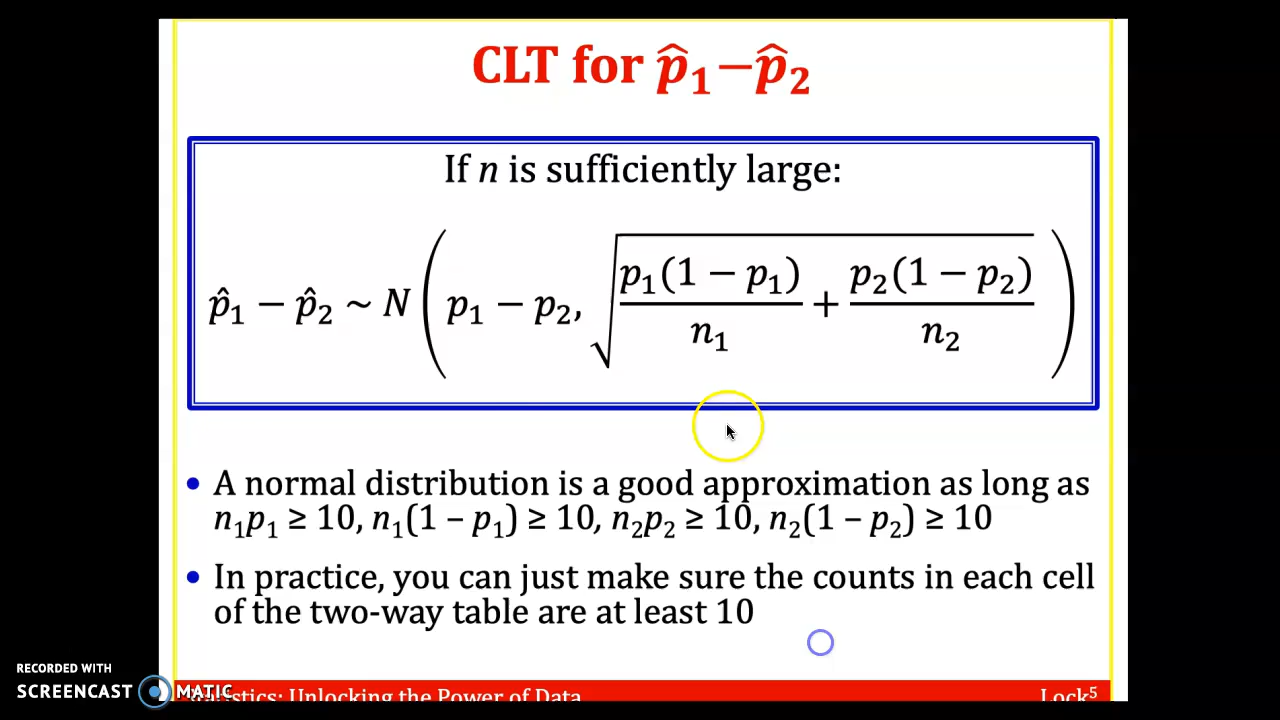 CLT for p̂₁−p̂₂
If n is sufficiently large:
p̂₁ − p̂₂ ~ N(p₁ − p₂, √(p₁(1 − p₁)/n₁ + p₂(1 − p₂)/n₂))
• A normal distribution is a good approximation as long as
n₁p₁ ≥ 10, n₁(1 – p₁) ≥ 10, n₂p₂ ≥ 10, n₂(1 – p₂) ≥ 10
• In practice, you can just make sure the counts in each cell
of the two-way table are at least 10
RECORDED WITH
SCREENCAST MATIC
Unlocking the Power of Data
Lock⁵